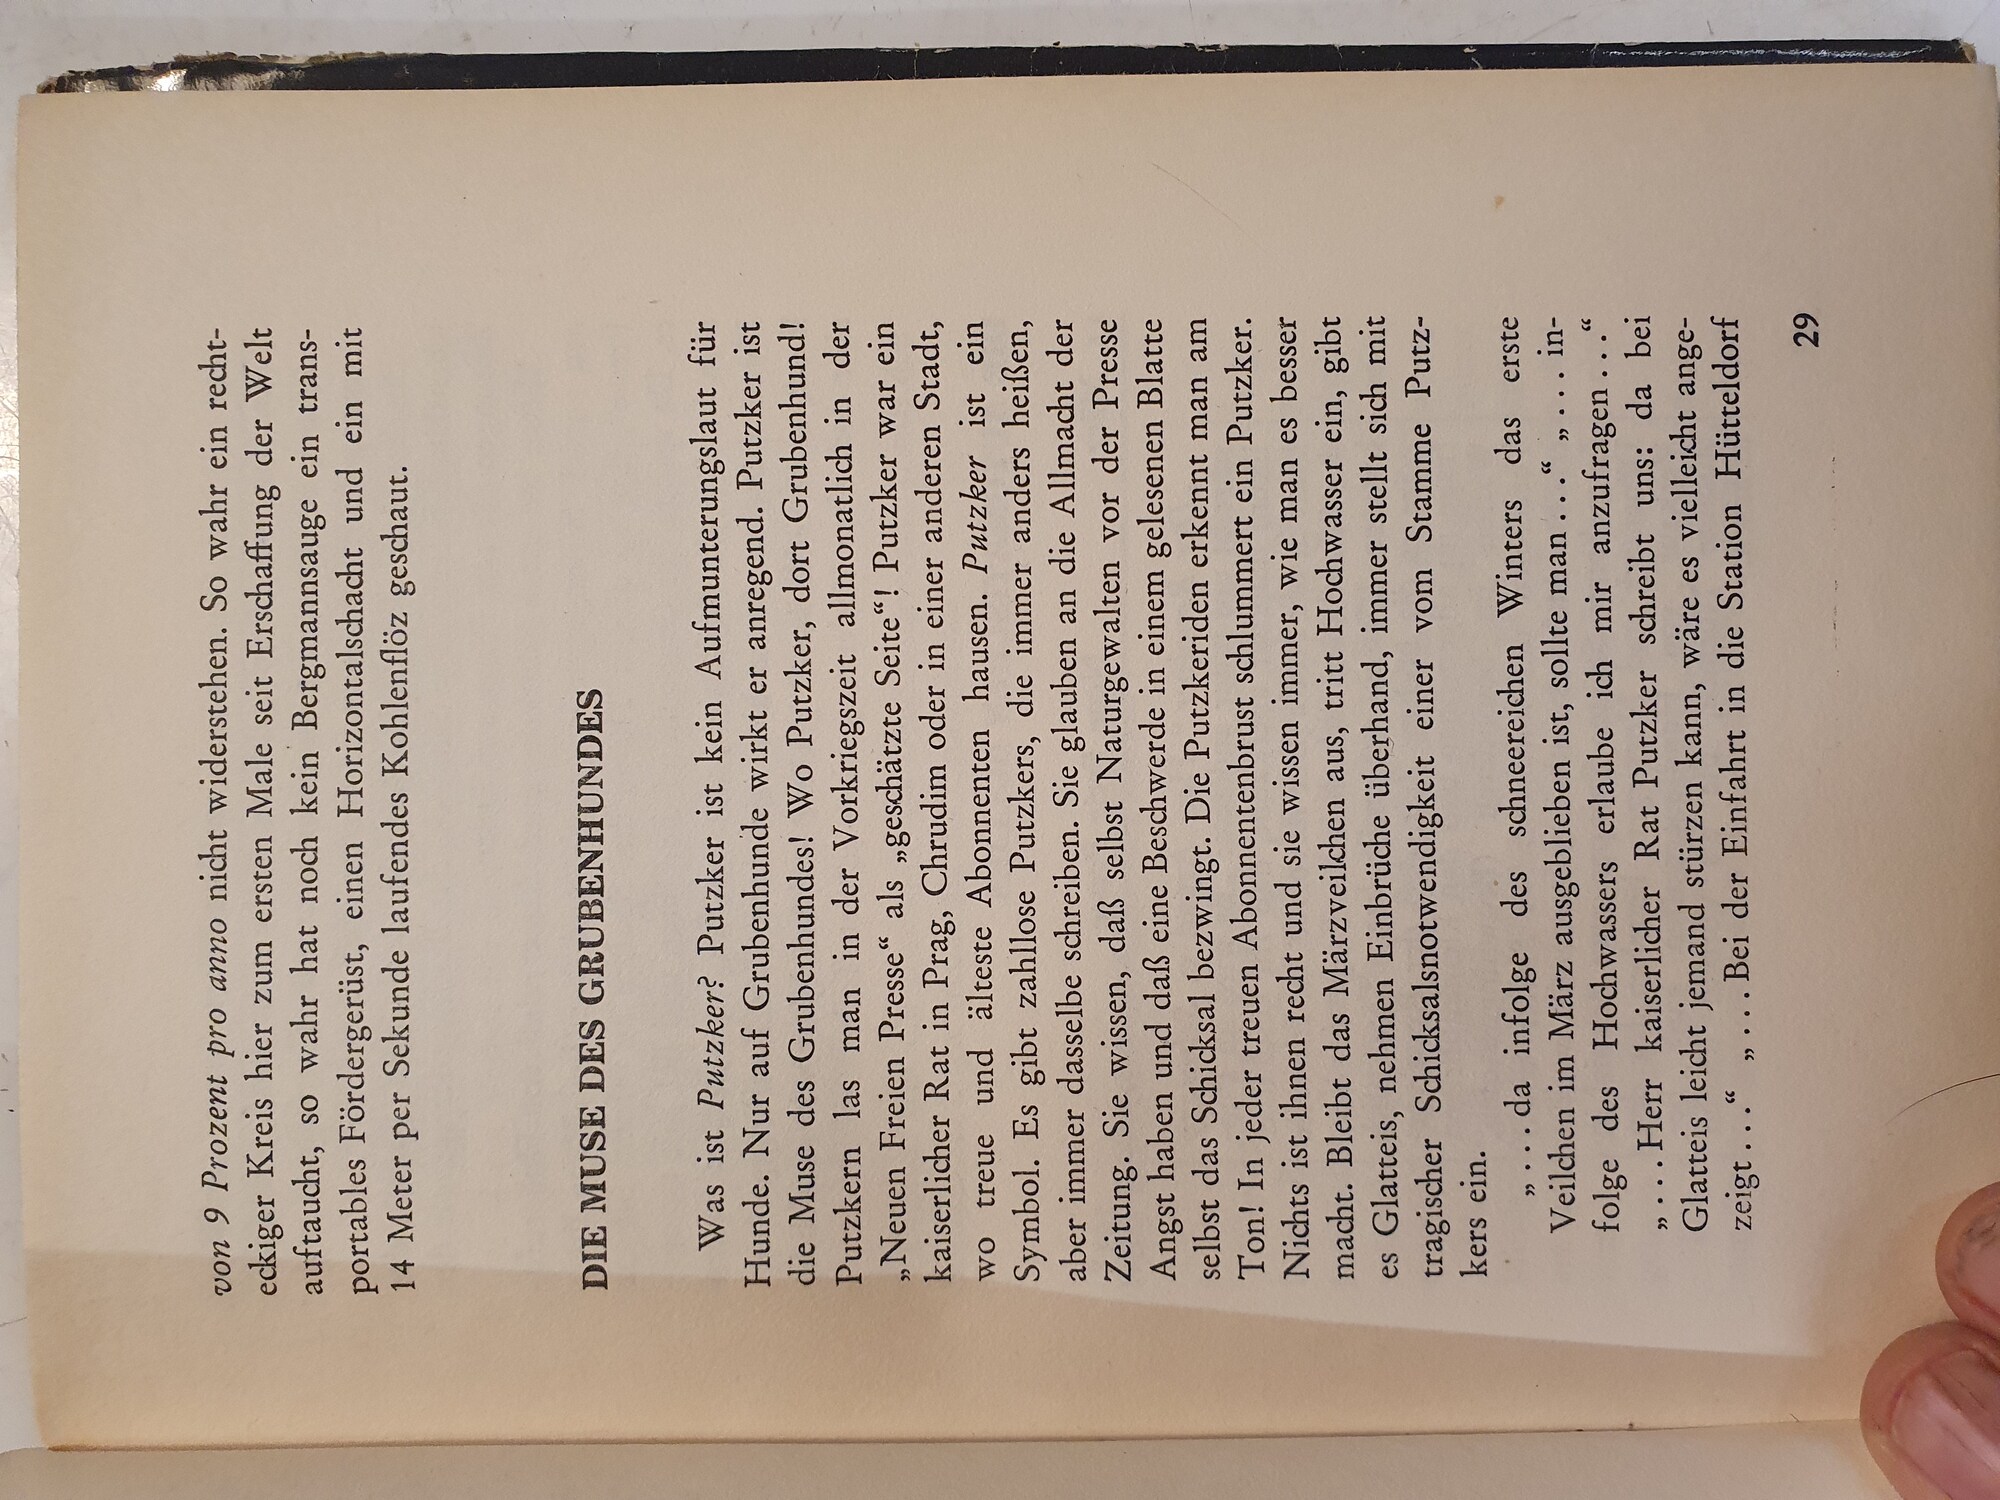 von 9 Prozent pro anno nicht widerstehen. So wahr ein recht-
eckiger Kreis hier zum ersten Male seit Erschaffung der Welt
auftaucht, so wahr hat noch kein Bergmannsauge ein trans-
portables Fördergerüst, einen Horizontalschacht und ein mit
14 Meter per Sekunde laufendes Kohlenflöz geschaut.
DIE MUSE DES GRUBENHUNDES
Was ist Putzker? Putzker ist kein Aufmunterungslaut für
Hunde. Nur auf Grubenhunde wirkt er anregend. Putzker ist
die Muse des Grubenhundes! Wo Putzker, dort Grubenhund!
Putzkern las man in der Vorkriegszeit allmonatlich in der
„Neuen Freien Presse“ als „geschätzte Seite“! Putzker war ein
kaiserlicher Rat in Prag, Chrudim oder in einer anderen Stadt,
wo treue und älteste Abonnenten hausen. Putzker ist ein
Symbol. Es gibt zahllose Putzkers, die immer anders heißen,
aber immer dasselbe schreiben. Sie glauben an die Allmacht der
Zeitung. Sie wissen, daß selbst Naturgewalten vor der Presse
Angst haben und daß eine Beschwerde in einem gelesenen Blatte
selbst das Schicksal bezwingt. Die Putzkeriden erkennt man am
Ton! In jeder treuen Abonnentenbrust schlummert ein Putzker.
Nichts ist ihnen recht und sie wissen immer, wie man es besser
macht. Bleibt das Märzveilchen aus, tritt Hochwasser ein, gibt
es Glatteis, nehmen Einbrüche überhand, immer stellt sich mit
tragischer Schicksalsnotwendigkeit einer vom Stamme Putz-
kers ein.
„... da infolge des schneereichen Winters das erste
Veilchen im März ausgeblieben ist, sollte man...“ „... in-
folge des Hochwassers erlaube ich mir anzufragen...“
„...Herr kaiserlicher Rat Putzker schreibt uns: da bei
Glatteis leicht jemand stürzen kann, wäre es vielleicht ange-
zeigt...“ „...Bei der Einfahrt in die Station Hütteldorf
29